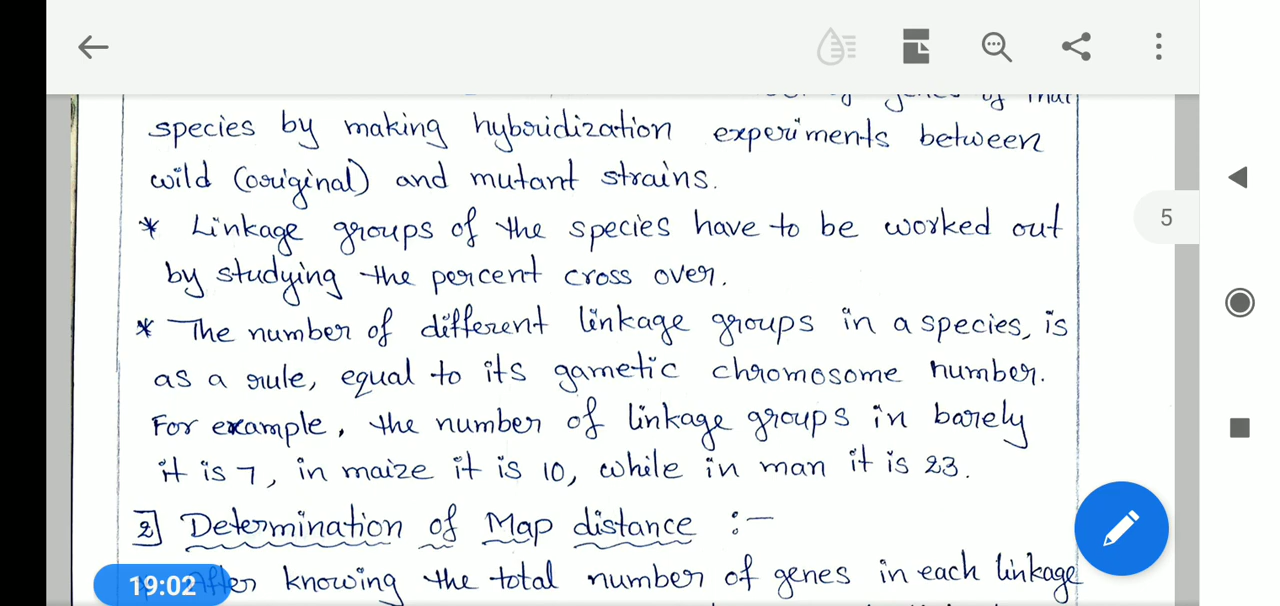 5
genes of that
species by making hybridization experiments between
wild (original) and mutant strains.
* Linkage groups of the species have to be worked out
by studying the percent cross over.
* The number of different linkage groups in a species, is
as a rule, equal to its gametic chromosome number.
For example, the number of linkage groups in barely
it is 7, in maize it is 10, while in man it is 23.
2] Determination of Map distance :-
19:02 After knowing the total number of genes in each linkage